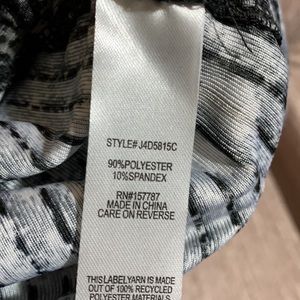 STYLE# J4D5815C
90%POLYESTER
10%SPANDEX
RN#157787
MADE IN CHINA
CARE ON REVERSE
THIS LABEL YARN IS MADE
OUT OF 100% RECYCLED
POLYESTER MATERIALS